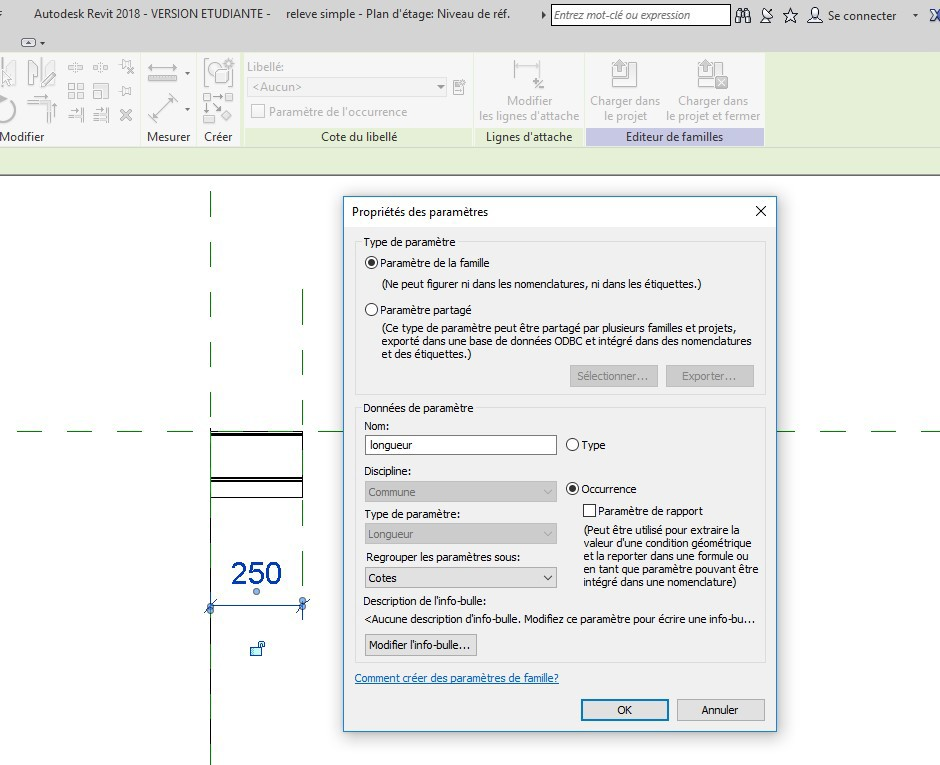 Autodesk Revit 2018 - VERSION ETUDIANTE - releve simple - Plan d'étage: Niveau de réf.
Entrez mot-clé ou expression
Se connecter
Libellé:
<Aucun>
Paramètre de l'occurrence
Modifier
les lignes d'attache
Charger dans
le projet
Charger dans
le projet et fermer
Modifier
Mesurer
Créer
Cote du libellé
Lignes d'attache
Editeur de familles
250
Propriétés des paramètres
Type de paramètre
Paramètre de la famille
(Ne peut figurer ni dans les nomenclatures, ni dans les étiquettes.)
Paramètre partagé
(Ce type de paramètre peut être partagé par plusieurs familles et projets,
exporté dans une base de données ODBC et intégré dans des nomenclatures
et des étiquettes.)
Sélectionner...
Exporter...
Données de paramètre
Nom:
longueur
Type
Discipline:
Commune
Occurrence
Paramètre de rapport
Type de paramètre:
Longueur
(Peut être utilisé pour extraire la
valeur d'une condition géométrique
et la reporter dans une formule ou
en tant que paramètre pouvant être
intégré dans une nomenclature)
Regrouper les paramètres sous:
Cotes
Description de l'info-bulle:
<Aucune description d'info-bulle. Modifiez ce paramètre pour écrire une info-bu...
Modifier l'info-bulle...
Comment créer des paramètres de famille?
OK
Annuler